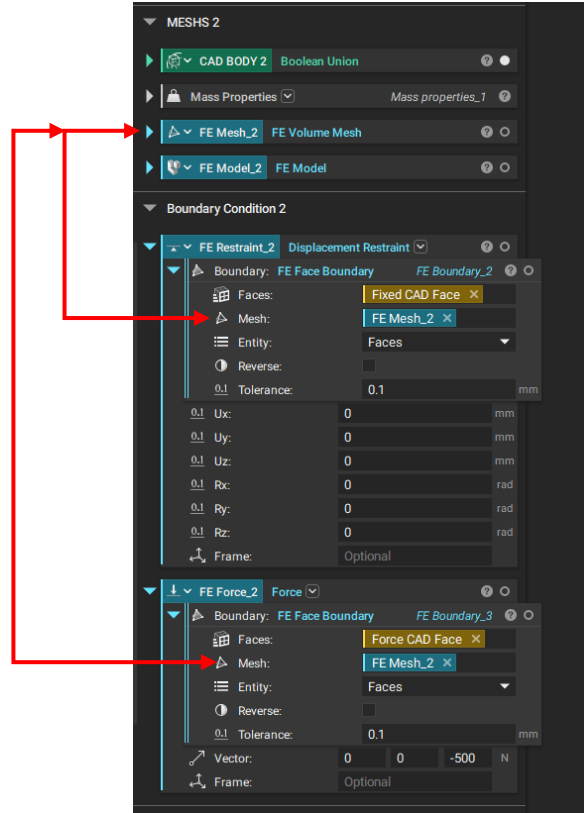 MESHS 2
CAD BODY 2 Boolean Union
Mass Properties Mass properties_1
FE Mesh_2 FE Volume Mesh
FE Model_2 FE Model
Boundary Condition 2
FE Restraint_2 Displacement Restraint
Boundary: FE Face Boundary FE Boundary_2
Faces: Fixed CAD Face
Mesh: FE Mesh_2
Entity: Faces
Reverse:
0.1 Tolerance: 0.1 mm
0.1 Ux: 0 mm
0.1 Uy: 0 mm
0.1 Uz: 0 mm
0.1 Rx: 0 rad
0.1 Ry: 0 rad
0.1 Rz: 0 rad
Frame: Optional
FE Force_2 Force
Boundary: FE Face Boundary FE Boundary_3
Faces: Force CAD Face
Mesh: FE Mesh_2
Entity: Faces
Reverse:
0.1 Tolerance: 0.1 mm
Vector: 0 0 -500 N
Frame: Optional